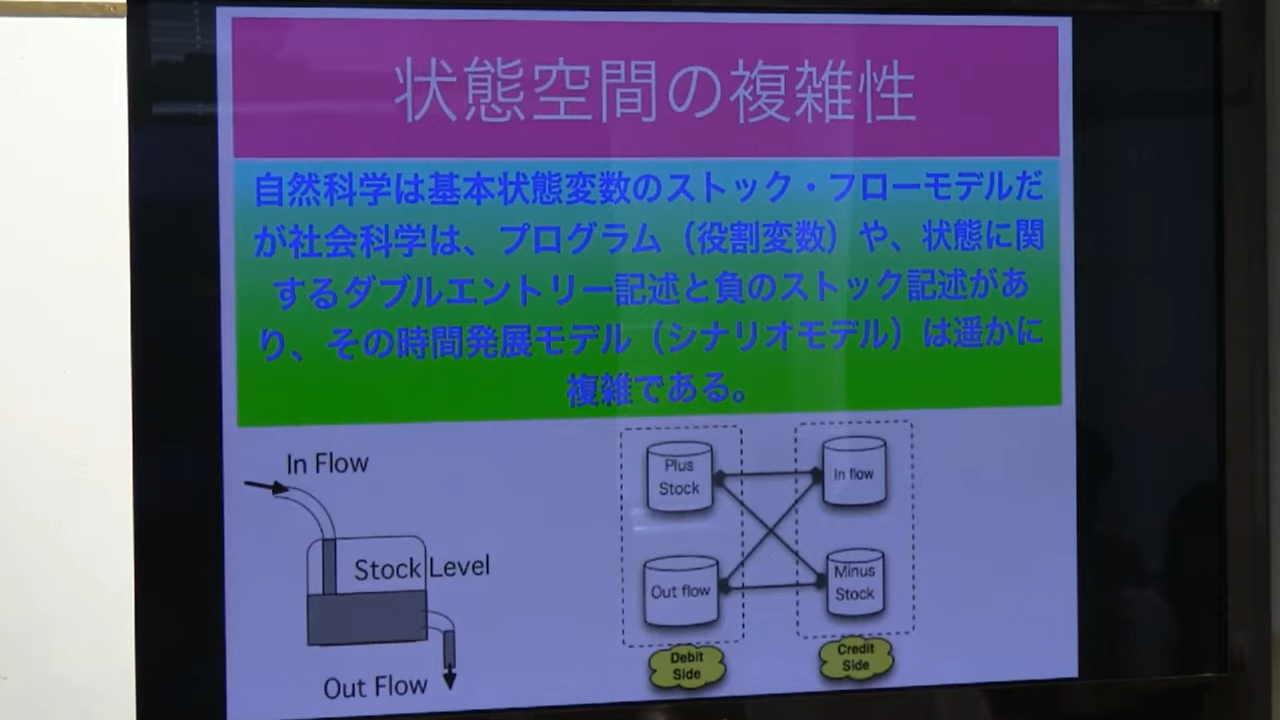 状態空間の複雑性
自然科学は基本状態変数のストック・フローモデルだ
が社会科学は、プログラム（役割変数）や、状態に関
するダブルエントリー記述と負のストック記述があ
り、その時間発展モデル（シナリオモデル）は遥かに
複雑である。
In Flow
Stock Level
Out Flow
Plus
Stock
In flow
Out flow
Minus
Stock
Debit
Side
Credit
Side